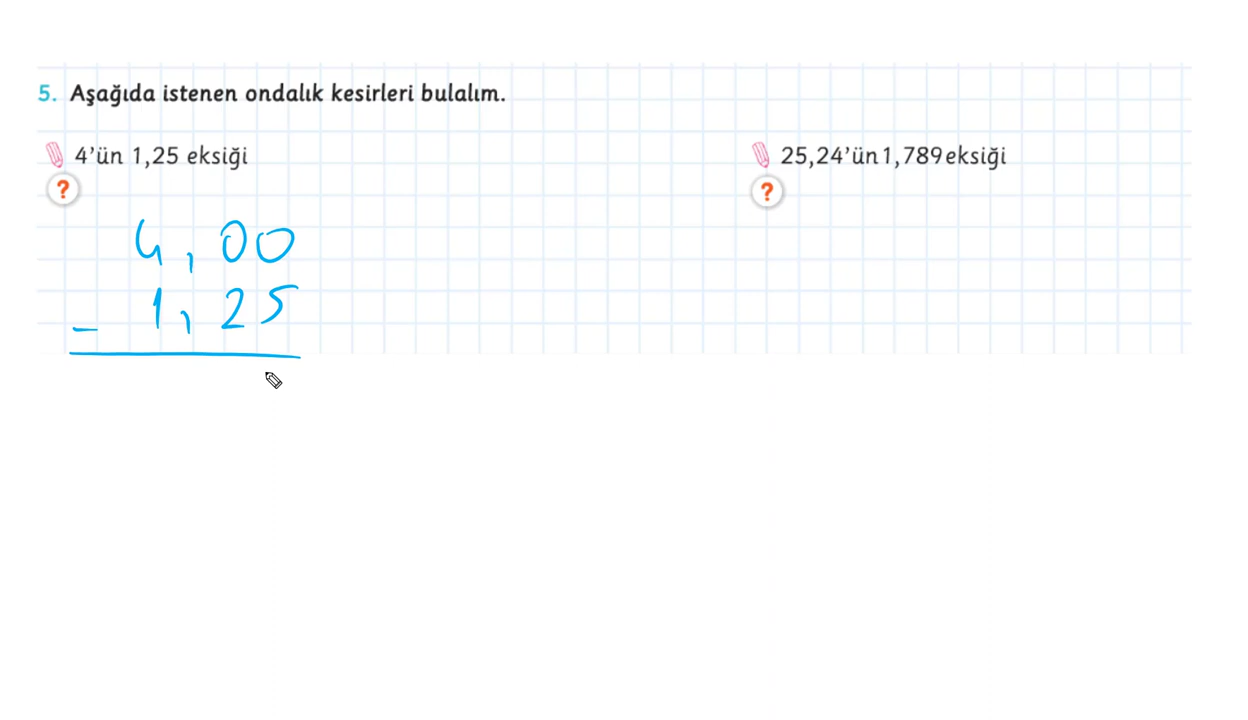 5. Aşağıda istenen ondalık kesirleri bulalım.
4’ün 1,25 eksiği
25,24’ün 1,789 eksiği
?
?
4,00
- 1,25